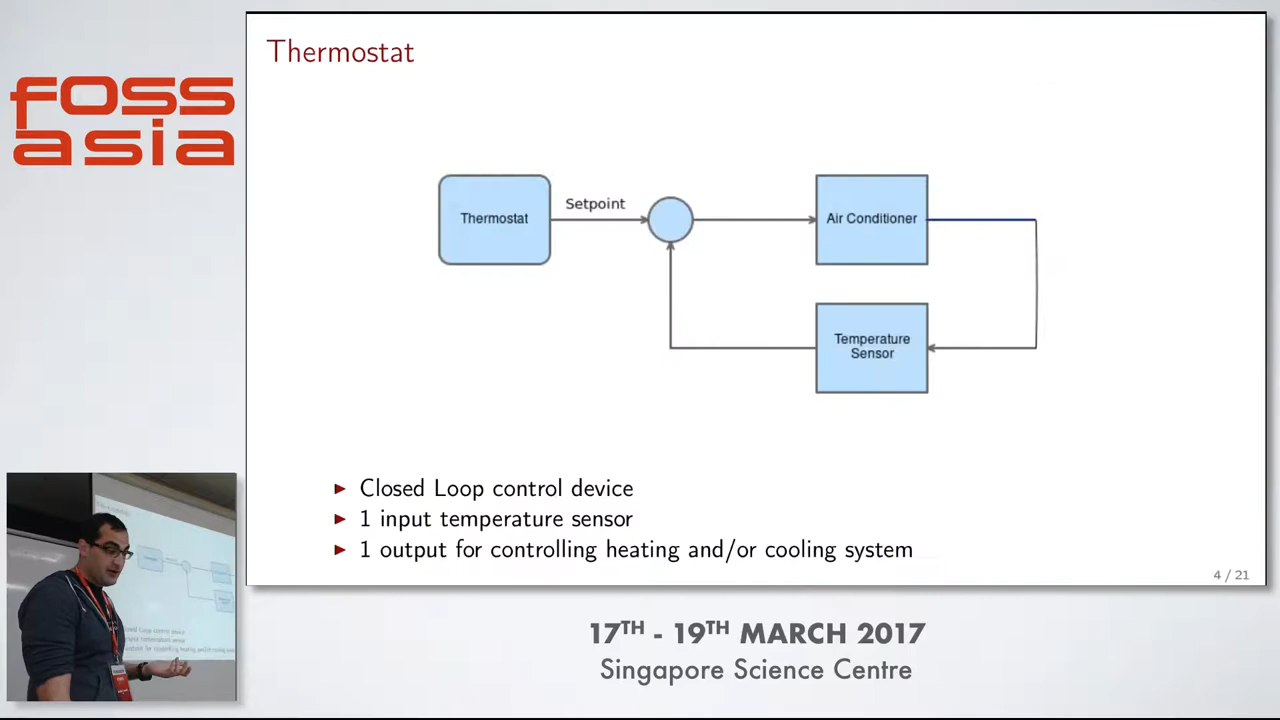 foss
asia
Thermostat
Thermostat
Setpoint
Air Conditioner
Temperature
Sensor
► Closed Loop control device
► 1 input temperature sensor
► 1 output for controlling heating and/or cooling system
4 / 21
17TH - 19TH MARCH 2017
Singapore Science Centre